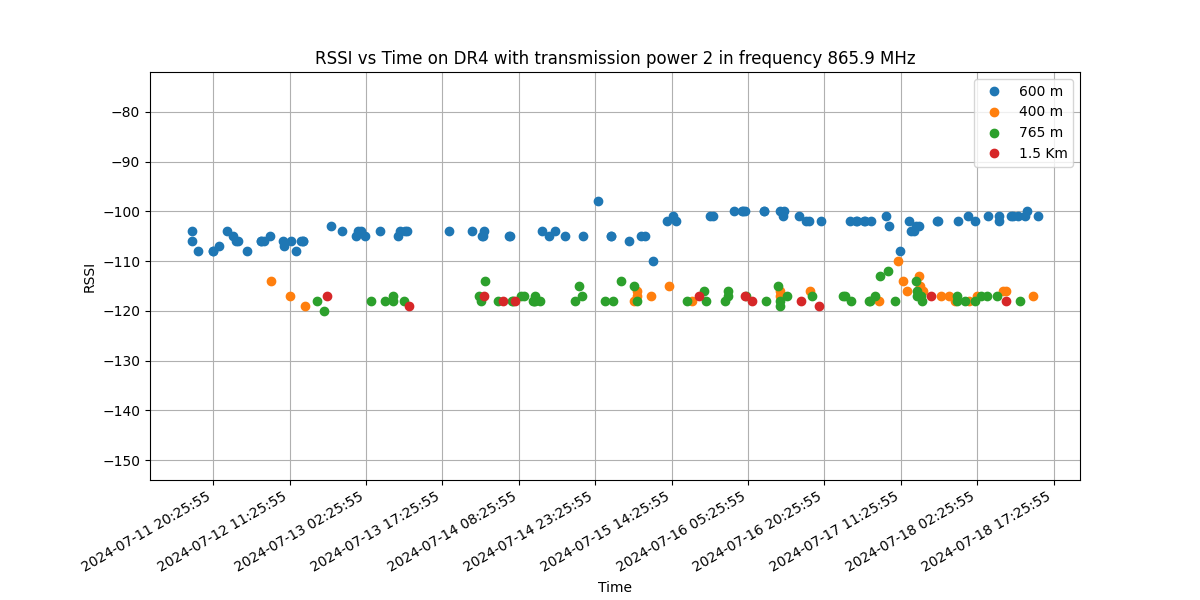 RSSI vs Time on DR4 with transmission power 2 in frequency 865.9 MHz
600 m
400 m
765 m
1.5 Km
RSSI
−80
−90
−100
−110
−120
−130
−140
−150
2024-07-11 20:25:55
2024-07-12 11:25:55
2024-07-13 02:25:55
2024-07-13 17:25:55
2024-07-14 08:25:55
2024-07-14 23:25:55
2024-07-15 14:25:55
2024-07-16 05:25:55
2024-07-16 20:25:55
2024-07-17 11:25:55
2024-07-18 02:25:55
2024-07-18 17:25:55
Time